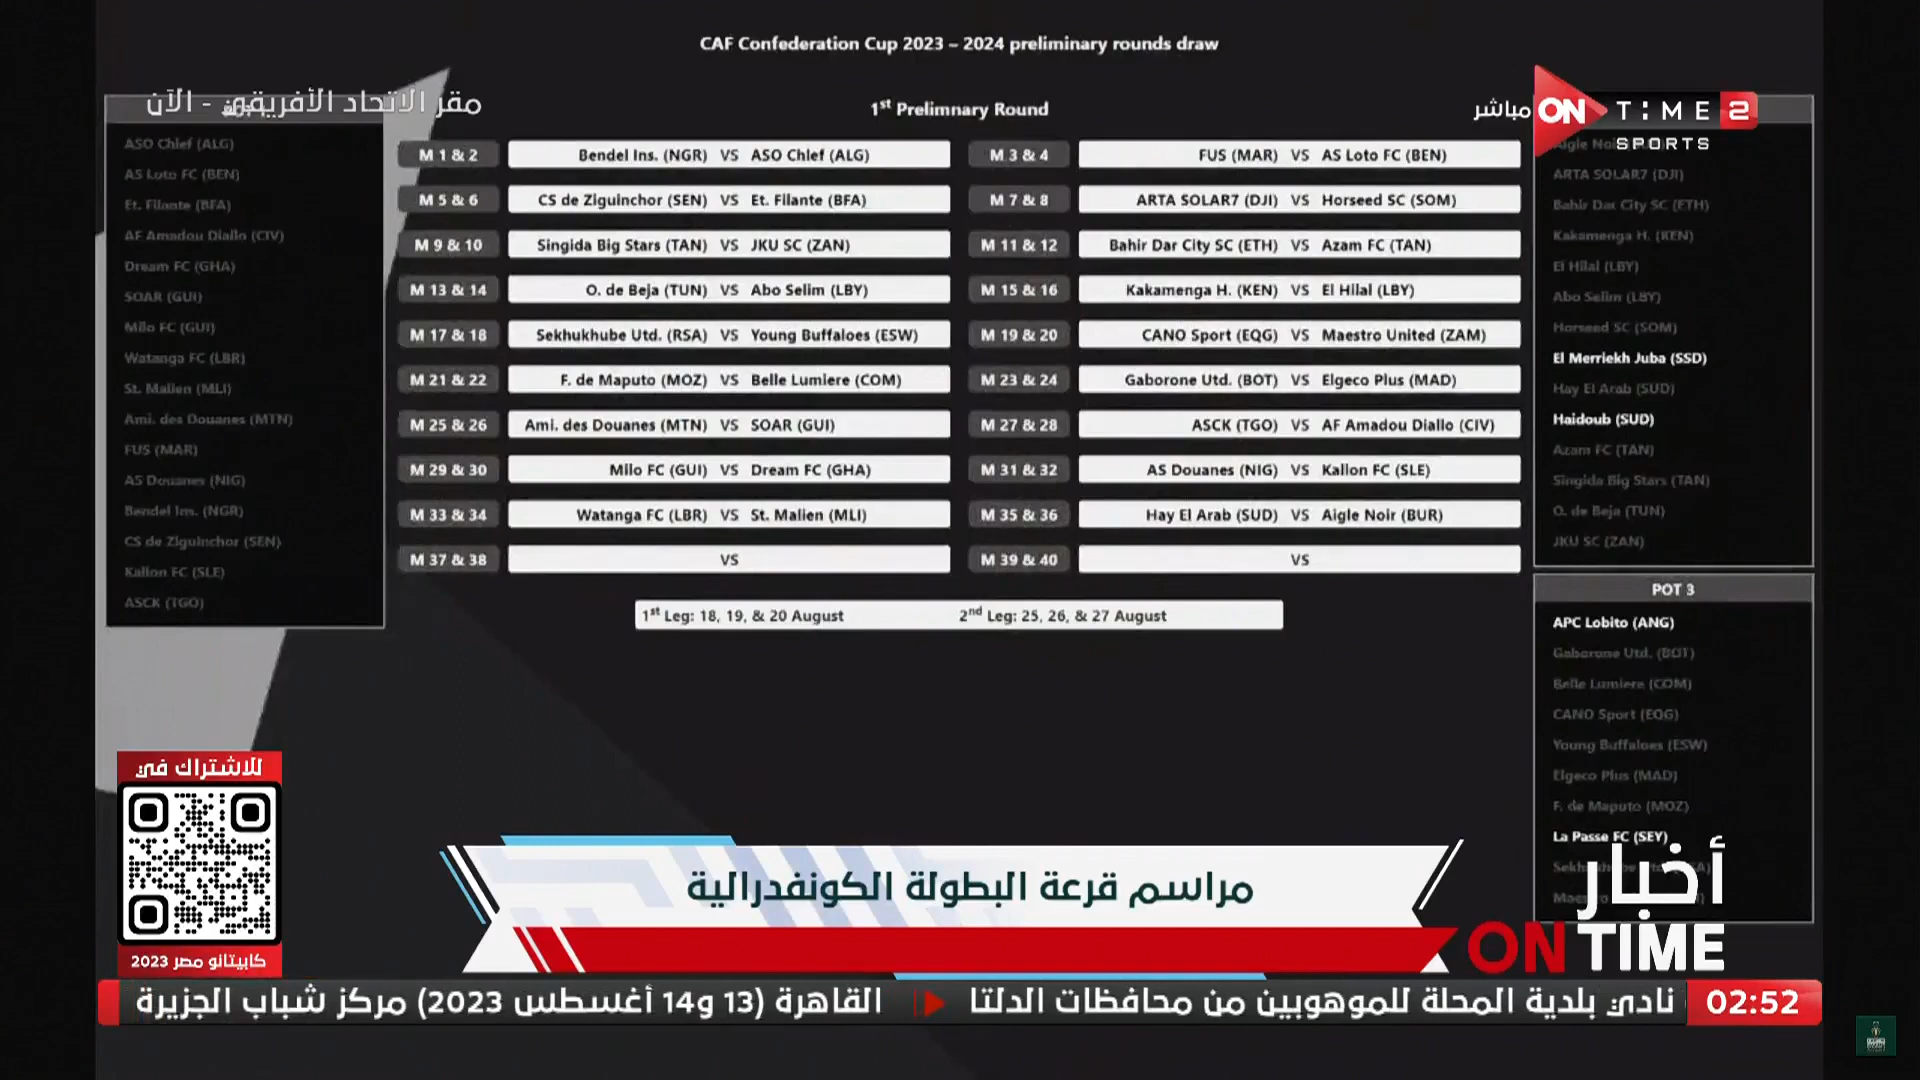 CAF Confederation Cup 2023 – 2024 preliminary rounds draw
مقر الاتحاد الأفريقي - الآن
1st Prelimnary Round
مباشر
ON TIME 2
SPORTS
ASO Chlef (ALG)
AS Loto FC (BEN)
Et. Filante (BFA)
AF Amadou Diallo (CIV)
Dream FC (GHA)
SOAR (GUI)
Milo FC (GUI)
Watanga FC (LBR)
St. Malien (MLI)
Ami. des Douanes (MTN)
FUS (MAR)
AS Douanes (NIG)
Bendel Ins. (NGR)
CS de Ziguinchor (SEN)
Kallon FC (SLE)
ASCK (TGO)
M 1 & 2 Bendel Ins. (NGR) VS ASO Chlef (ALG)
M 3 & 4 FUS (MAR) VS AS Loto FC (BEN)
M 5 & 6 CS de Ziguinchor (SEN) VS Et. Filante (BFA)
M 7 & 8 ARTA SOLAR7 (DJI) VS Horseed SC (SOM)
M 9 & 10 Singida Big Stars (TAN) VS JKU SC (ZAN)
M 11 & 12 Bahir Dar City SC (ETH) VS Azam FC (TAN)
M 13 & 14 O. de Beja (TUN) VS Abo Selim (LBY)
M 15 & 16 Kakamenga H. (KEN) VS El Hilal (LBY)
M 17 & 18 Sekhukhube Utd. (RSA) VS Young Buffaloes (ESW)
M 19 & 20 CANO Sport (EQG) VS Maestro United (ZAM)
M 21 & 22 F. de Maputo (MOZ) VS Belle Lumiere (COM)
M 23 & 24 Gaborone Utd. (BOT) VS Elgeco Plus (MAD)
M 25 & 26 Ami. des Douanes (MTN) VS SOAR (GUI)
M 27 & 28 ASCK (TGO) VS AF Amadou Diallo (CIV)
M 29 & 30 Milo FC (GUI) VS Dream FC (GHA)
M 31 & 32 AS Douanes (NIG) VS Kallon FC (SLE)
M 33 & 34 Watanga FC (LBR) VS St. Malien (MLI)
M 35 & 36 Hay El Arab (SUD) VS Aigle Noir (BUR)
M 37 & 38 VS
M 39 & 40 VS
1st Leg: 18, 19, & 20 August 2nd Leg: 25, 26, & 27 August
Aigle
ARTA SOLAR7 (DJI)
Bahir Dar City SC (ETH)
Kakamenga H. (KEN)
El Hilal (LBY)
Abo Selim (LBY)
Horseed SC (SOM)
El Merriekh Juba (SSD)
Hay El Arab (SUD)
Haidoub (SUD)
Azam FC (TAN)
Singida Big Stars (TAN)
O. de Beja (TUN)
JKU SC (ZAN)
POT 3
APC Lobito (ANG)
Gaborone Utd. (BOT)
Belle Lumiere (COM)
CANO Sport (EQG)
Young Buffaloes (ESW)
Elgeco Plus (MAD)
F. de Maputo (MOZ)
La Passe FC (SEY)
للاشتراك في
كابيتانو مصر 2023
مراسم قرعة البطولة الكونفدرالية
أخبار
ON TIME
نادي بلدية المحلة للموهوبين من محافظات الدلتا
القاهرة (13 و14 أغسطس 2023) مركز شباب الجزيرة
02:52